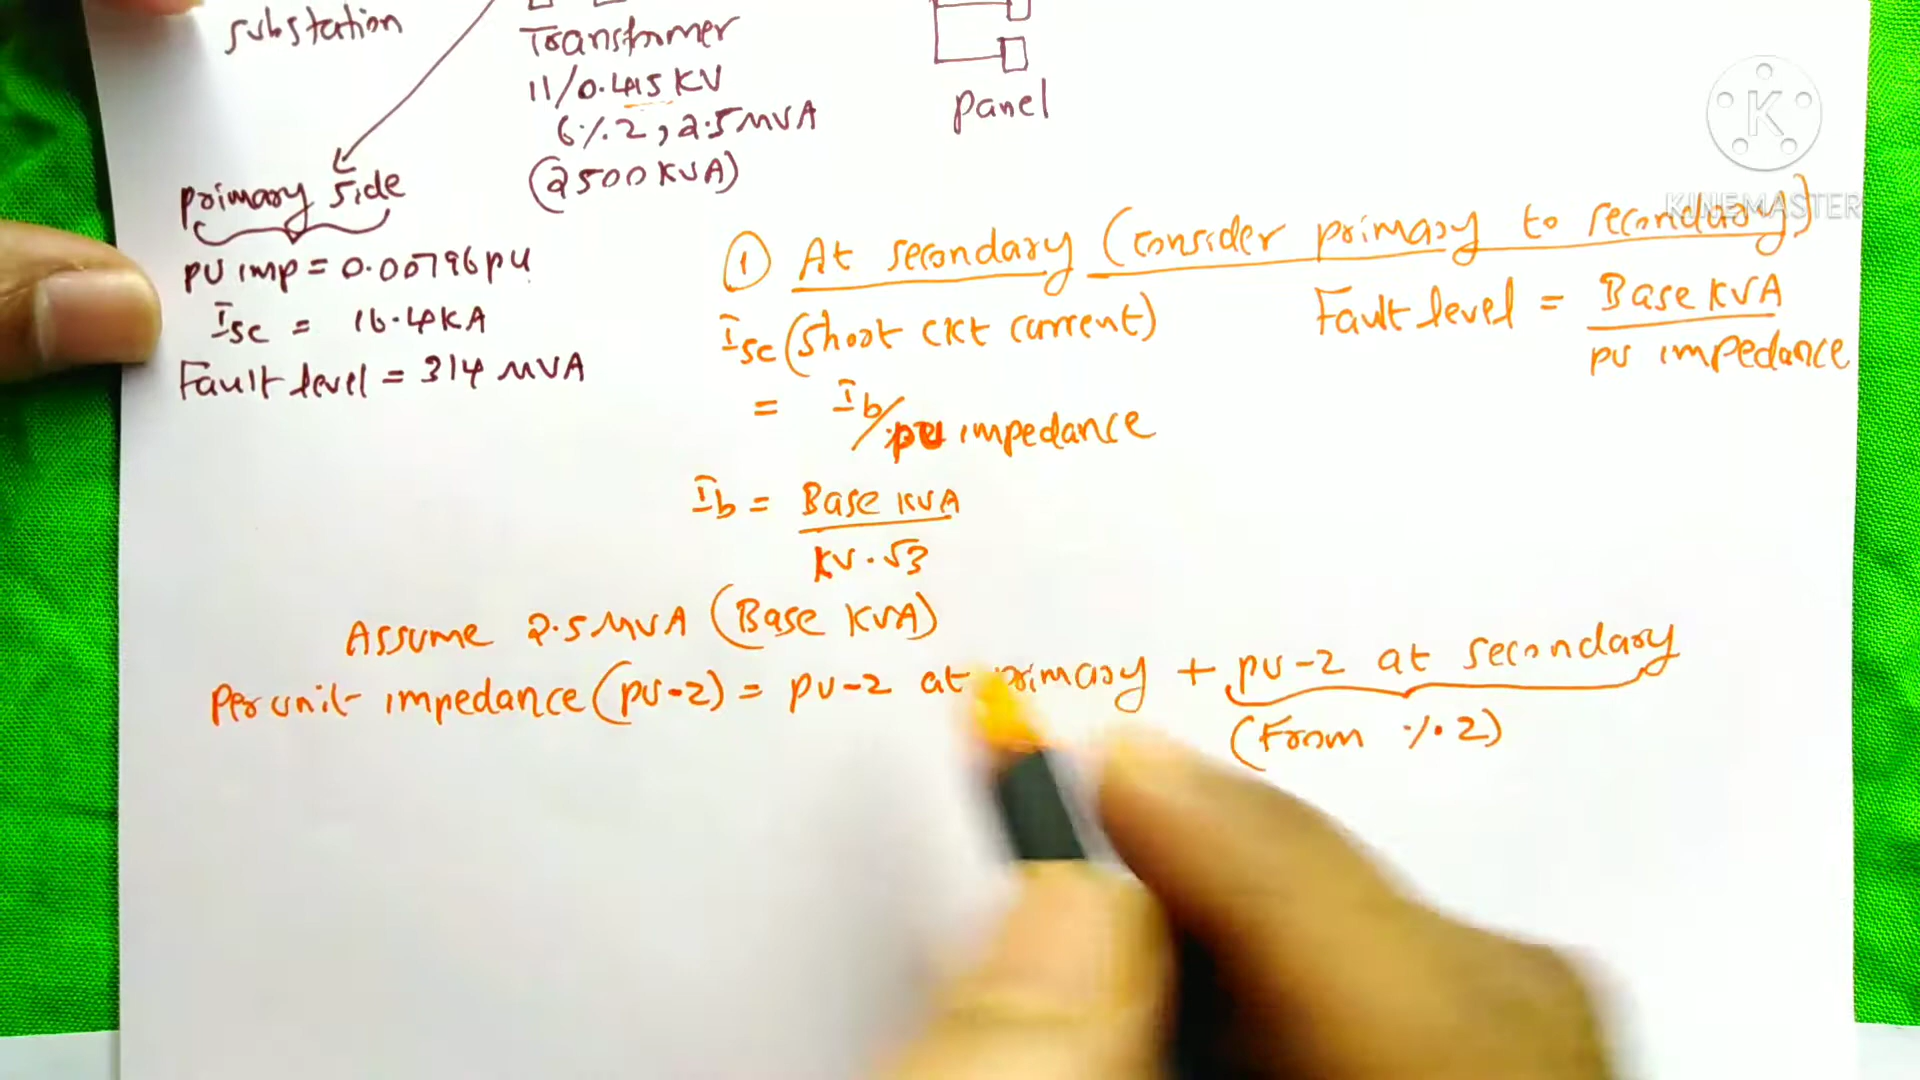 substation
Transformer
11/0.415 KV
6%Z, 2.5 MVA
(2500 KVA)
panel
K
KINEMASTER
primary side
PU imp = 0.00796 pu
Isc = 16.4 KA
Fault level = 314 MVA
① At secondary (consider primary to secondary)
Isc (Short ckt current)
= Ib/pu impedance
Fault level = Base KVA
pu impedance
Ib = Base KVA
KV . √3
Assume 2.5 MVA (Base KVA)
Per unit impedance (pu-Z) = pu-Z at primary + pu-Z at secondary
(From %Z)